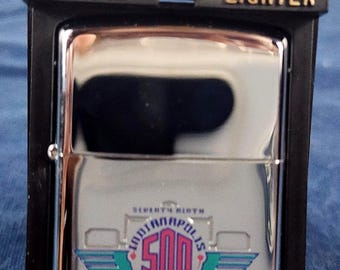 LIGHTER
SEVENTY NINTH
INDIANAPOLIS
500